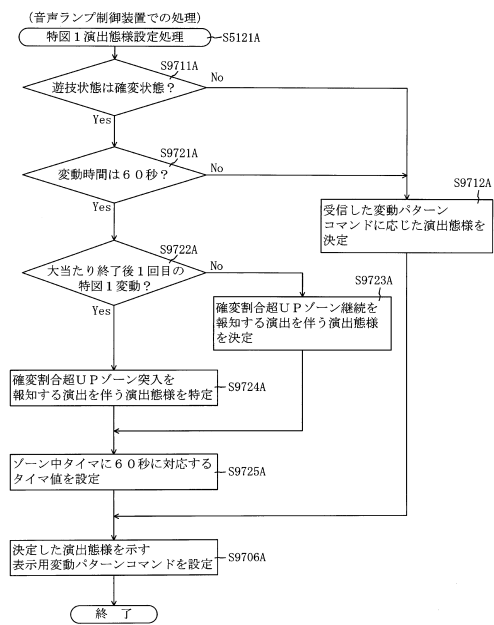 （音声ランプ制御装置での処理）
特図１演出態様設定処理
S5121A
S9711A
遊技状態は確変状態？
No
Yes
S9721A
変動時間は６０秒？
No
Yes
S9712A
受信した変動パターン
コマンドに応じた演出態様を
決定
S9722A
大当たり終了後１回目の
特図１変動？
No
Yes
S9723A
確変割合超ＵＰゾーン継続を
報知する演出を伴う演出態様
を決定
確変割合超ＵＰゾーン突入を
報知する演出を伴う演出態様を特定
S9724A
ゾーン中タイマに６０秒に対応する
タイマ値を設定
S9725A
決定した演出態様を示す
表示用変動パターンコマンドを設定
S9706A
終 了